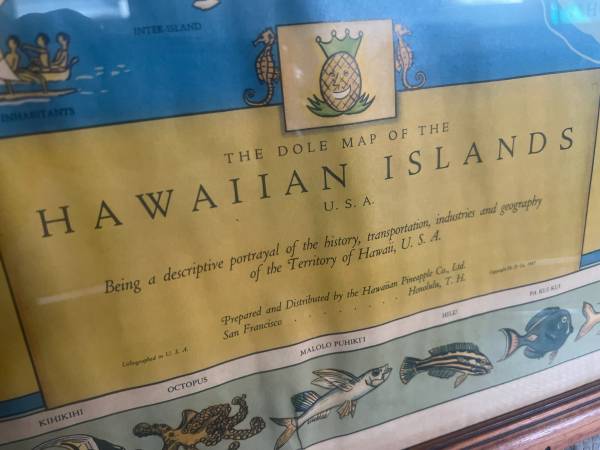 INTER-ISLAND
INHABITANTS
THE DOLE MAP OF THE
HAWAIIAN ISLANDS
U. S. A.
Being a descriptive portrayal of the history, transportation, industries and geography
of the Territory of Hawaii, U. S. A.
Prepared and Distributed by the Hawaiian Pineapple Co., Ltd.
San Francisco . . . . . . . . . Honolulu, T. H.
Lithographed in U. S. A.
KIHIKIHI
OCTOPUS
MALOLO PUHIKII
HILU
PA KUI KUI